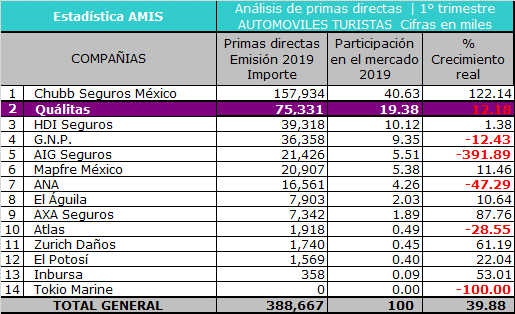 Estadística AMIS
Análisis de primas directas | 1º trimestre
AUTOMOVILES TURISTAS Cifras en miles
COMPAÑIAS
Primas directas
Emisión 2019
Importe
Participación
en el mercado
2019
%
Crecimiento
real
1 Chubb Seguros México 157,934 40.63 122.14
2 Quálitas 75,331 19.38 -12.18
3 HDI Seguros 39,318 10.12 1.38
4 G.N.P. 36,358 9.35 -12.43
5 AIG Seguros 21,426 5.51 -391.89
6 Mapfre México 20,907 5.38 11.46
7 ANA 16,561 4.26 -47.29
8 El Águila 7,903 2.03 10.64
9 AXA Seguros 7,342 1.89 87.76
10 Atlas 1,918 0.49 -28.55
11 Zurich Daños 1,740 0.45 61.19
12 El Potosí 1,569 0.40 22.04
13 Inbursa 358 0.09 53.01
14 Tokio Marine 0 0.00 -100.00
TOTAL GENERAL 388,667 100 39.88